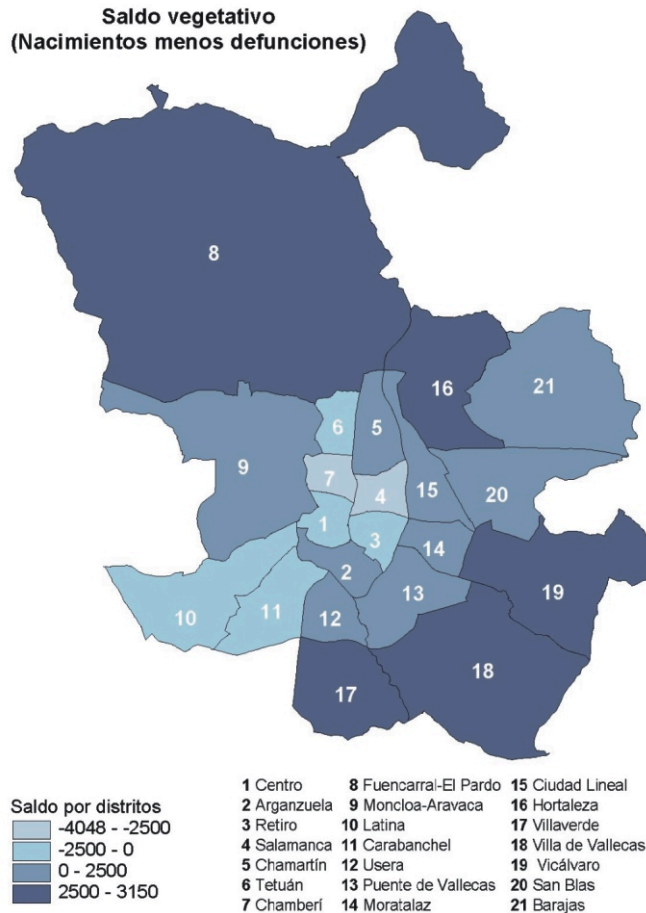 Saldo vegetativo
(Nacimientos menos defunciones)
8
16
21
6
5
9
7
4
15
20
1
3
14
2
13
19
10
11
12
18
17
Saldo por distritos
-4048 - -2500
-2500 - 0
0 - 2500
2500 - 3150
1 Centro
2 Arganzuela
3 Retiro
4 Salamanca
5 Chamartín
6 Tetuán
7 Chamberí
8 Fuencarral-El Pardo
9 Moncloa-Aravaca
10 Latina
11 Carabanchel
12 Usera
13 Puente de Vallecas
14 Moratalaz
15 Ciudad Lineal
16 Hortaleza
17 Villaverde
18 Villa de Vallecas
19 Vicálvaro
20 San Blas
21 Barajas